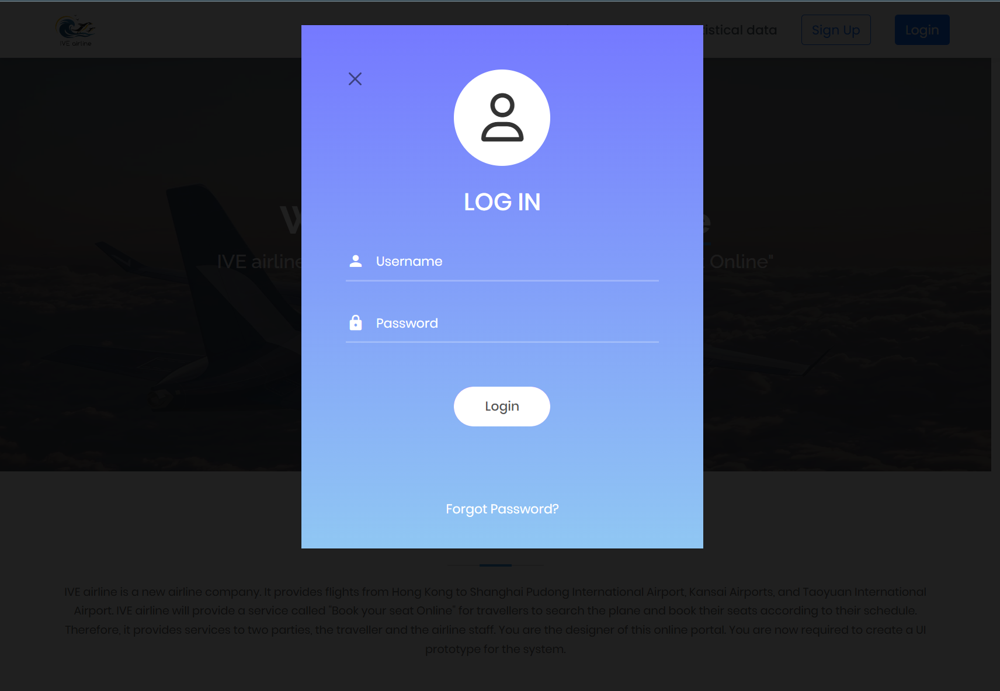 IVE airline
tistical data
Sign Up
Login
LOG IN
Username
Password
Login
Forgot Password?
W
e
IVE airline
Online"
IVE airline is a new airline company. It provides flights from Hong Kong to Shanghai Pudong International Airport, Kansai Airports, and Taoyuan International
Airport. IVE airline will provide a service called "Book your seat Online" for travellers to search the plane and book their seats according to their schedule.
Therefore, it provides services to two parties, the traveller and the airline staff. You are the designer of this online portal. You are now required to create a UI
prototype for the system.